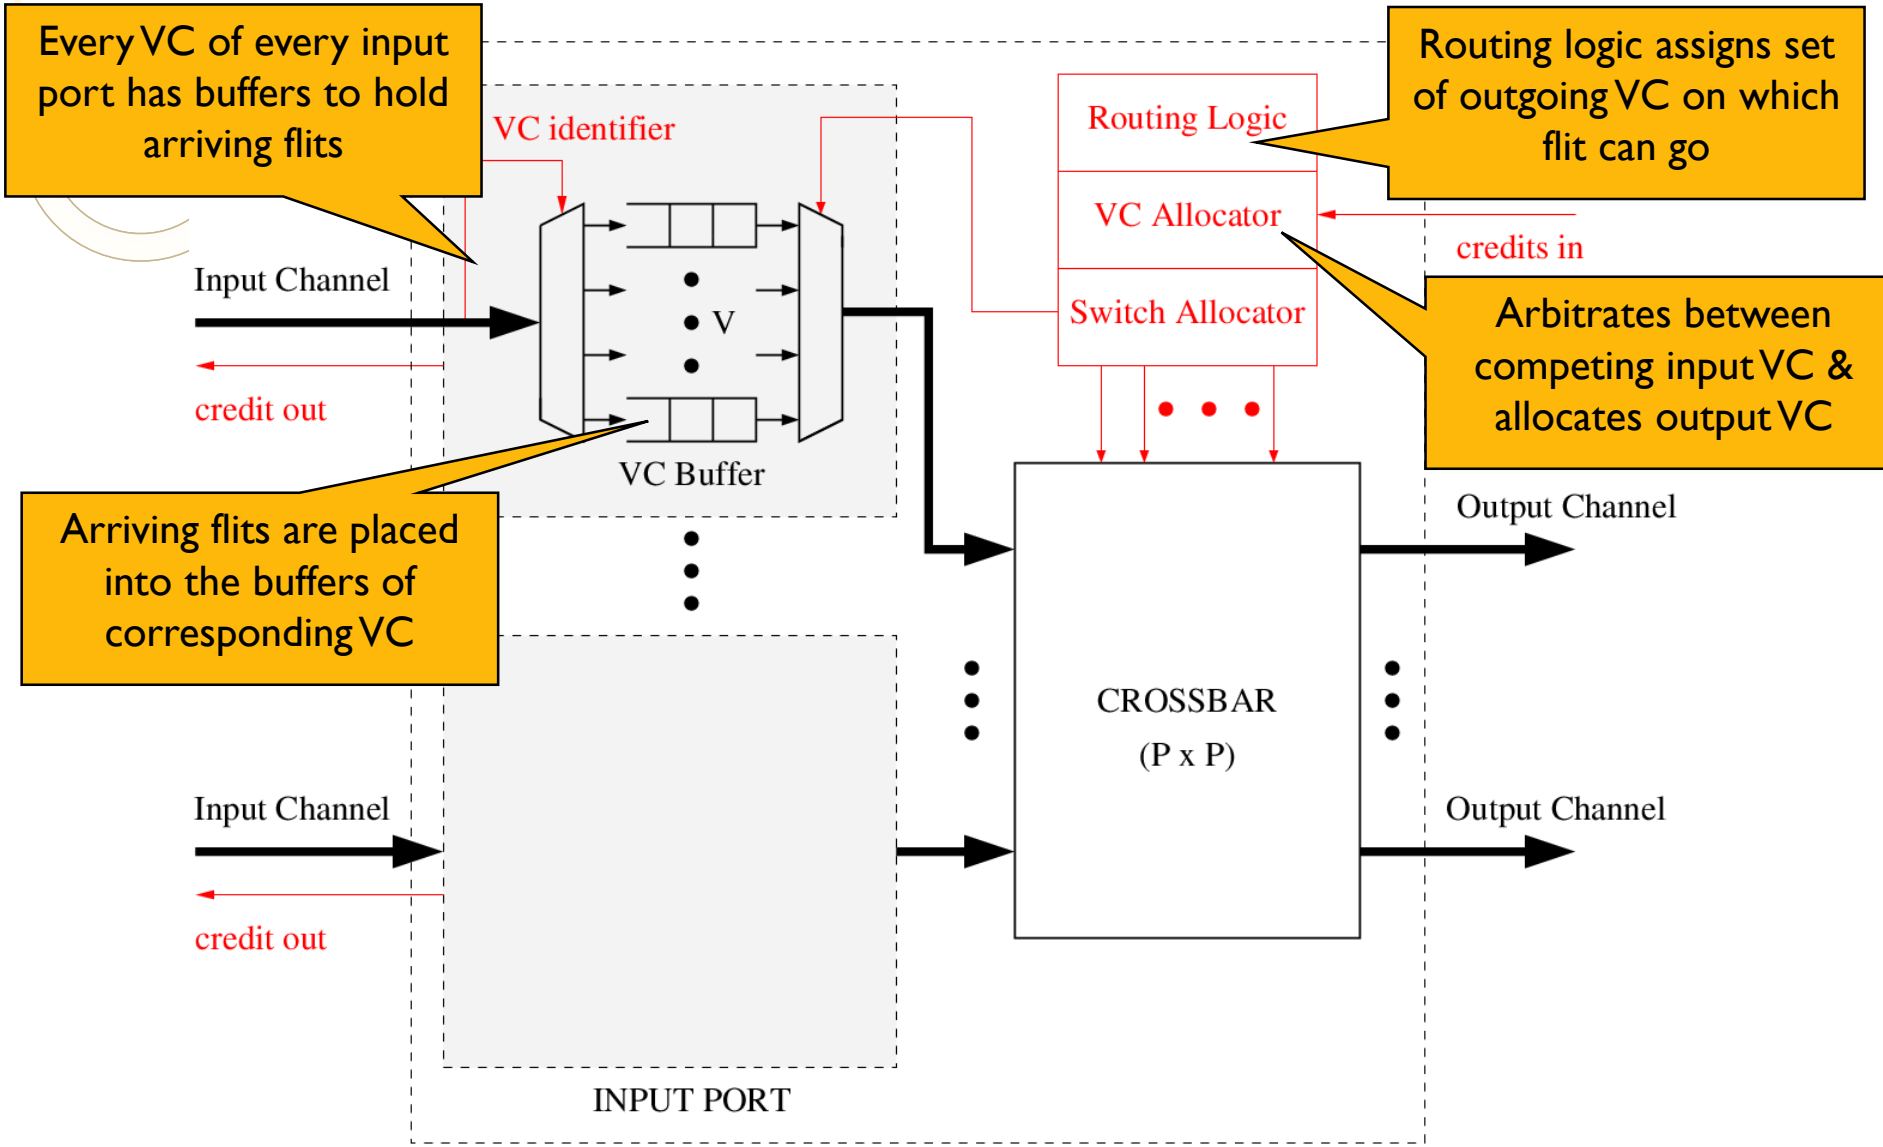 Every VC of every input
port has buffers to hold
arriving flits
Routing logic assigns set
of outgoing VC on which
flit can go
VC identifier
Routing Logic
VC Allocator
Switch Allocator
credits in
Input Channel
V
credit out
VC Buffer
Arbitrates between
competing input VC &
allocates output VC
Arriving flits are placed
into the buffers of
corresponding VC
Output Channel
CROSSBAR
(P x P)
Input Channel
Output Channel
credit out
INPUT PORT